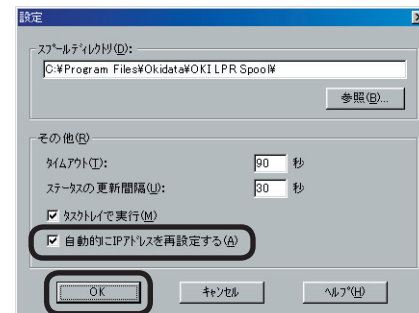 設定
スプールディレクトリ(D):
C:¥Program Files¥Okidata¥OKI LPR Spool¥
参照(B)...
その他(R)
タイムアウト(T): 90 秒
ステータスの更新間隔(U): 30 秒
タスクトレイで実行(M)
自動的にIPアドレスを再設定する(A)
OK キャンセル ヘルプ(H)